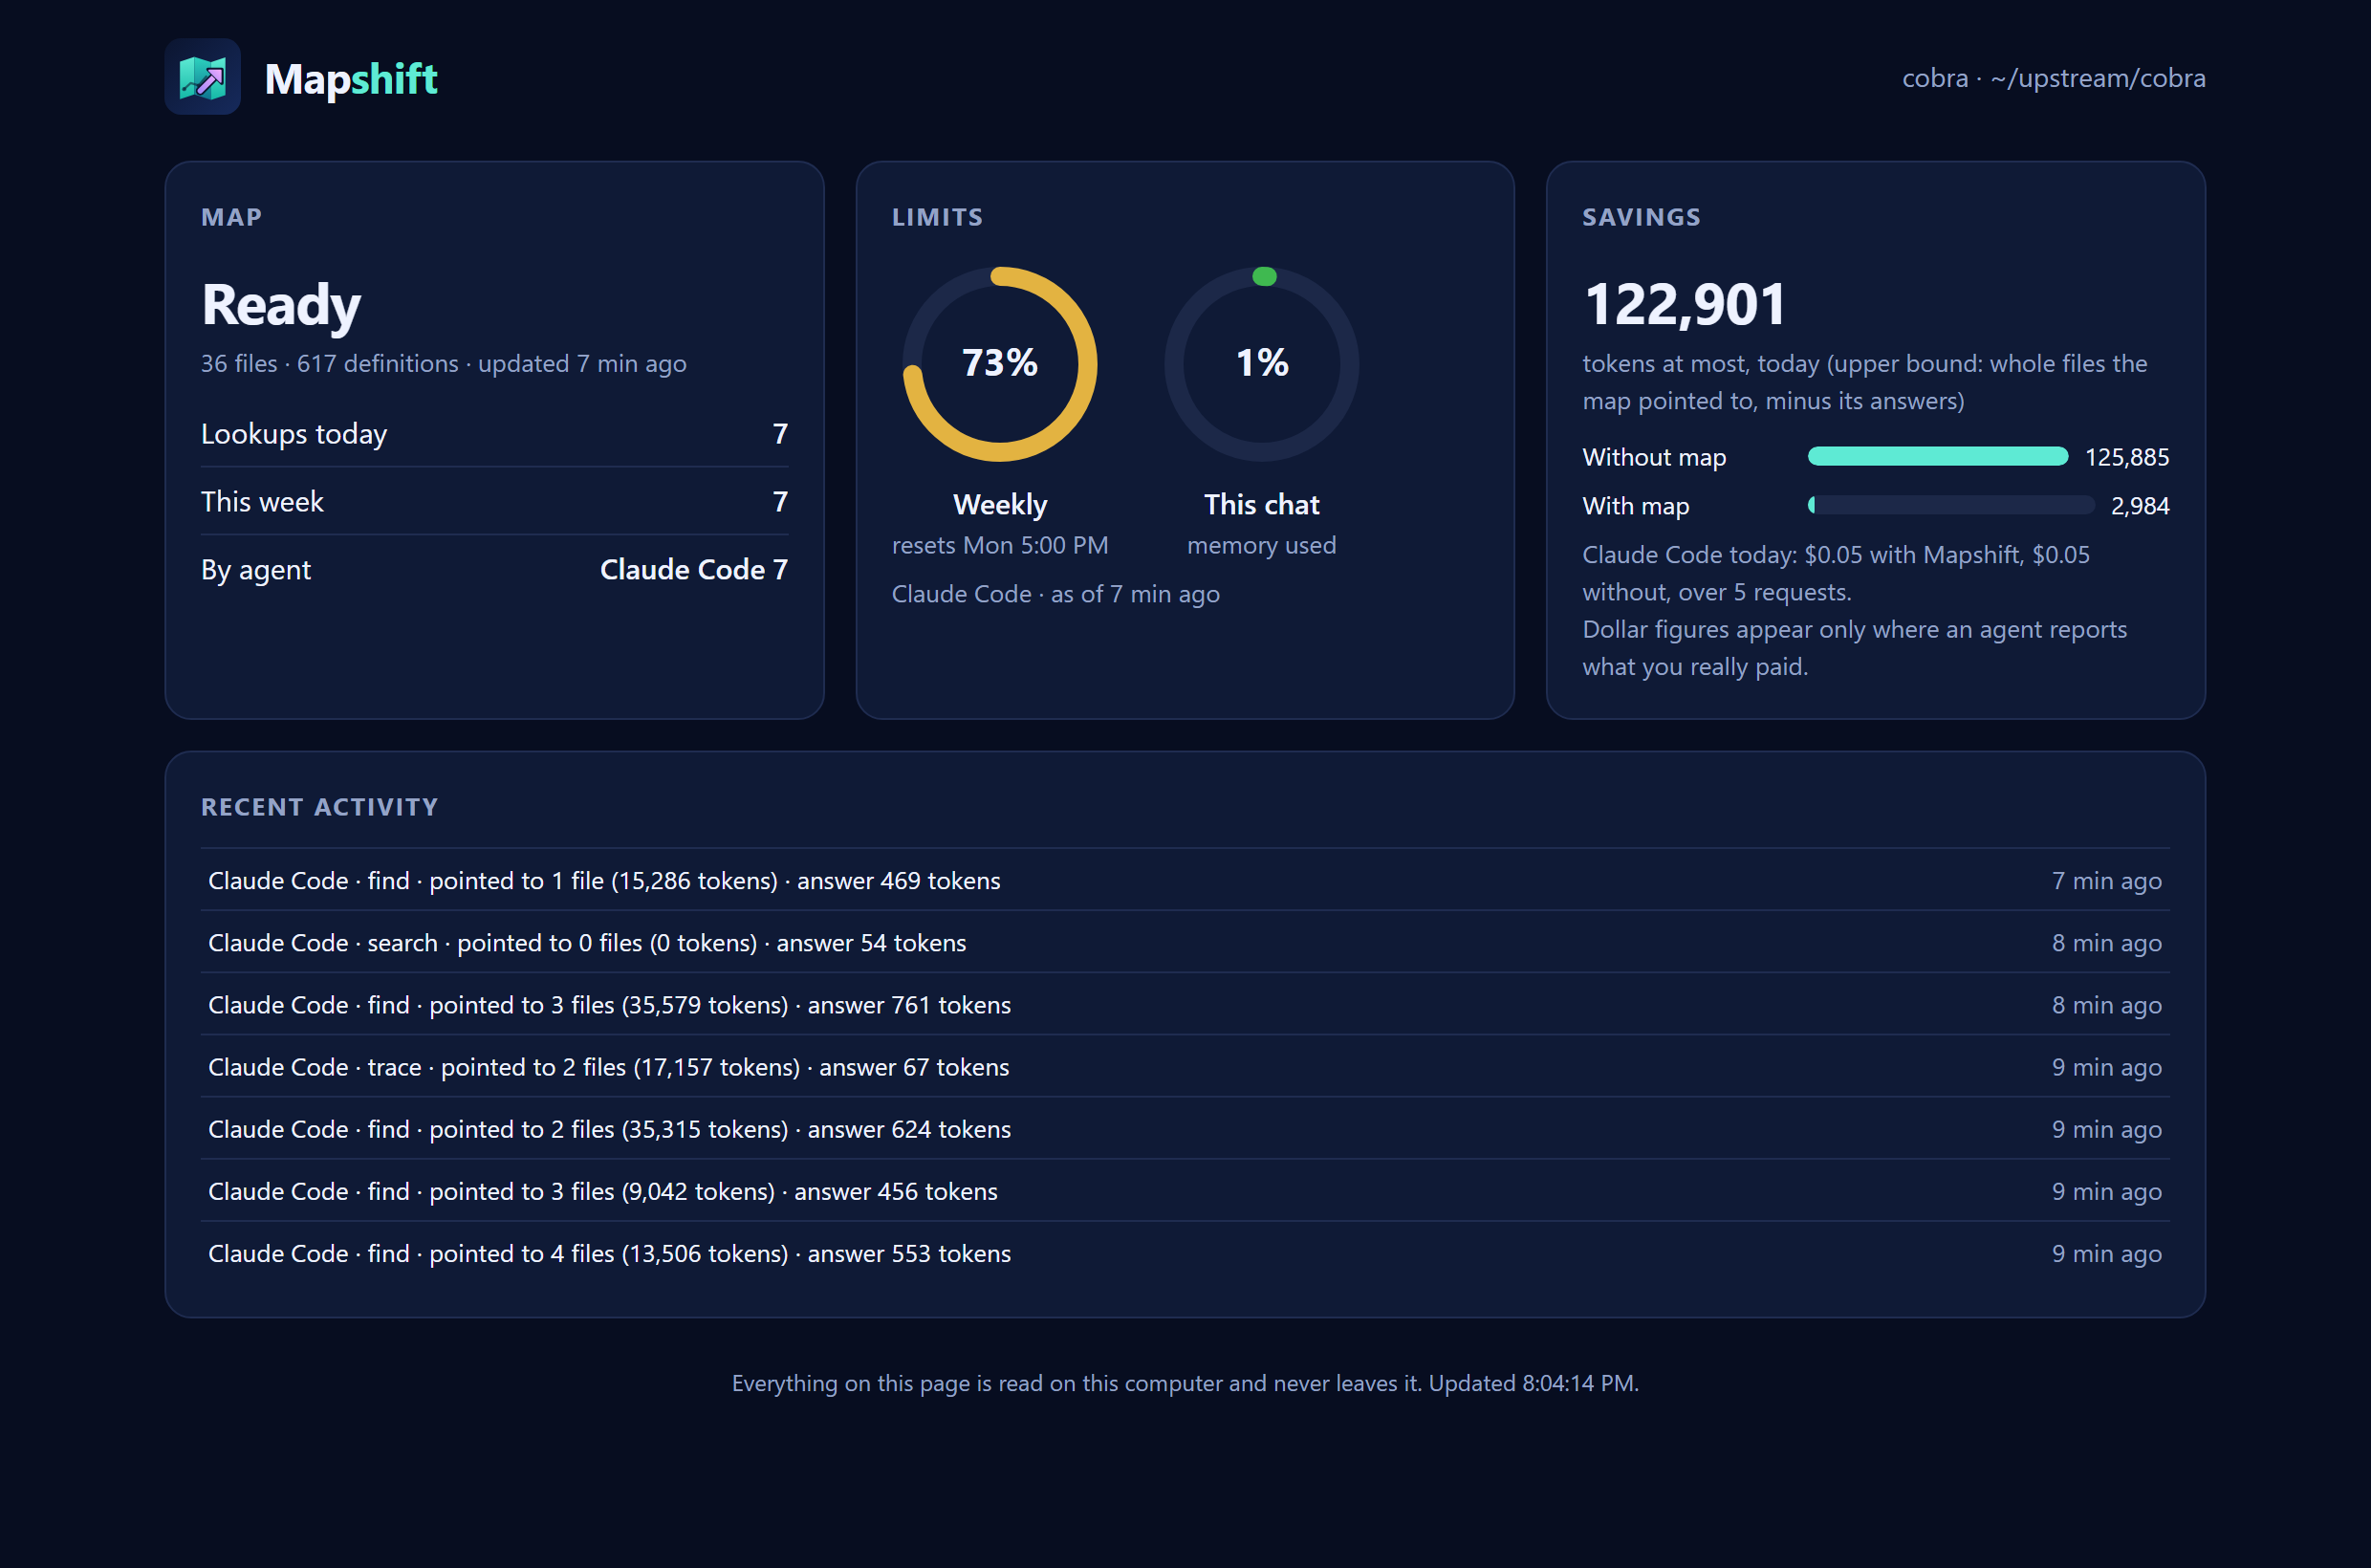 Mapshift
cobra · ~/upstream/cobra
MAP
Ready
36 files · 617 definitions · updated 7 min ago
Lookups today 7
This week 7
By agent Claude Code 7
LIMITS
73%
Weekly
resets Mon 5:00 PM
1%
This chat
memory used
Claude Code · as of 7 min ago
SAVINGS
122,901
tokens at most, today (upper bound: whole files the
map pointed to, minus its answers)
Without map 125,885
With map 2,984
Claude Code today: $0.05 with Mapshift, $0.05
without, over 5 requests.
Dollar figures appear only where an agent reports
what you really paid.
RECENT ACTIVITY
Claude Code · find · pointed to 1 file (15,286 tokens) · answer 469 tokens 7 min ago
Claude Code · search · pointed to 0 files (0 tokens) · answer 54 tokens 8 min ago
Claude Code · find · pointed to 3 files (35,579 tokens) · answer 761 tokens 8 min ago
Claude Code · trace · pointed to 2 files (17,157 tokens) · answer 67 tokens 9 min ago
Claude Code · find · pointed to 2 files (35,315 tokens) · answer 624 tokens 9 min ago
Claude Code · find · pointed to 3 files (9,042 tokens) · answer 456 tokens 9 min ago
Claude Code · find · pointed to 4 files (13,506 tokens) · answer 553 tokens 9 min ago
Everything on this page is read on this computer and never leaves it. Updated 8:04:14 PM.